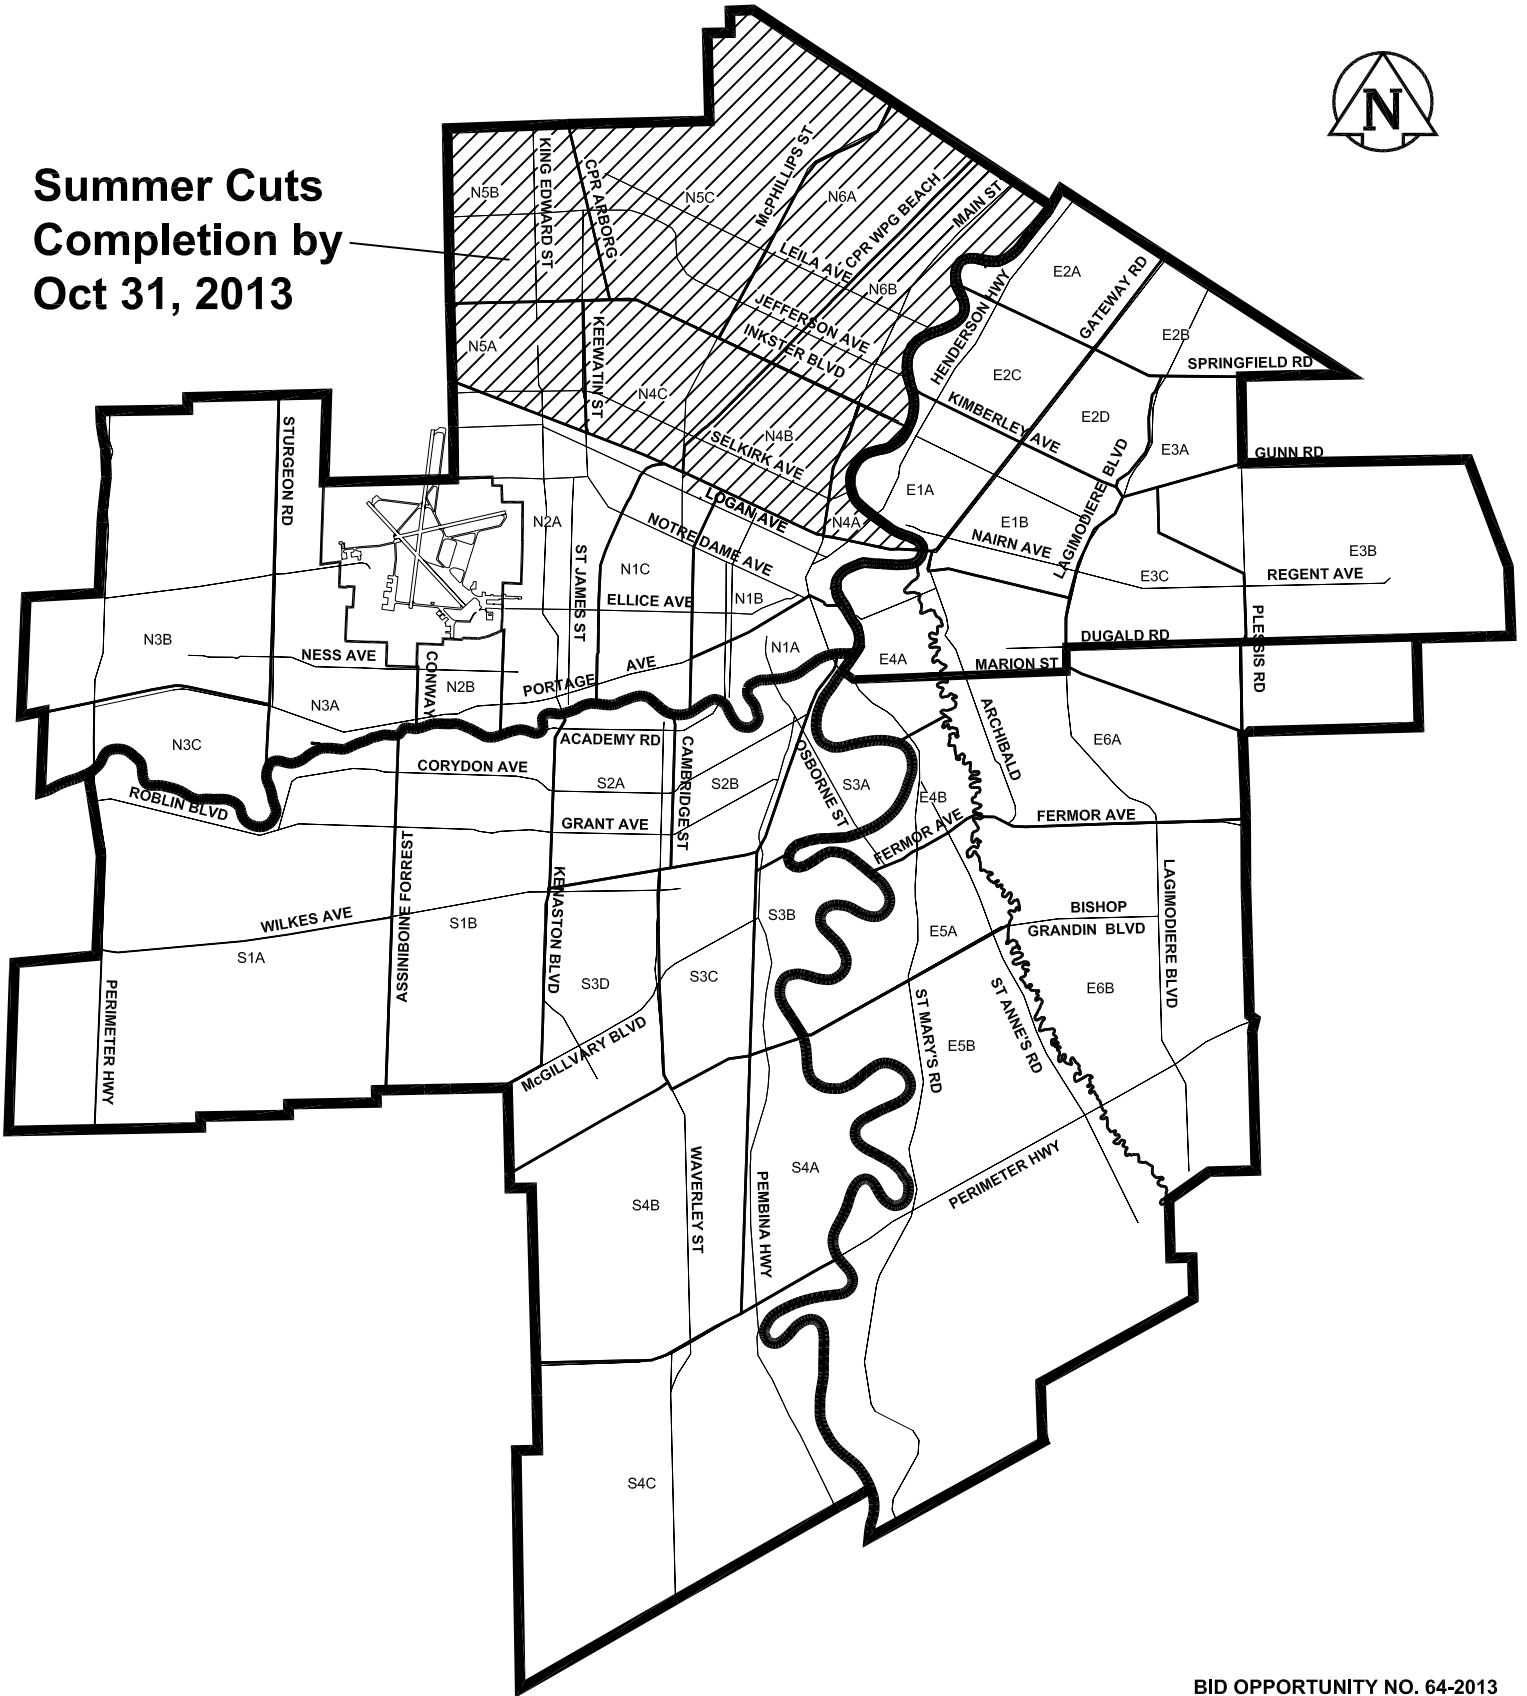 N
Summer Cuts
Completion by
Oct 31, 2013
KING EDWARD ST
CPR ARBORG
McPHILLIPS ST
CPR WPG BEACH
MAIN ST
N5B
N5C
N6A
LEILA AVE
N6B
JEFFERSON AVE
INKSTER BLVD
N5A
KEEWATIN ST
N4C
N4B
SELKIRK AVE
LOGAN AVE
N4A
HENDERSON HWY
E2A
GATEWAY RD
E2B
SPRINGFIELD RD
E2C
KIMBERLEY AVE
E2D
LAGIMODIERE BLVD
E3A
GUNN RD
E1A
E1B
NAIRN AVE
E3C
E3B
REGENT AVE
PLESSIS RD
DUGALD RD
MARION ST
STURGEON RD
N2A
NOTRE DAME AVE
ST JAMES ST
N1C
ELLICE AVE
N1B
N3B
NESS AVE
CONWAY
N2B
PORTAGE
AVE
N1A
E4A
N3A
N3C
ACADEMY RD
CAMBRIDGE ST
OSBORNE ST
ARCHIBALD
E6A
CORYDON AVE
S2A
S2B
S3A
E4B
ROBLIN BLVD
GRANT AVE
FERMOR AVE
FERMOR AVE
ASSINIBOINE FORREST
KENASTON BLVD
LAGIMODIERE BLVD
WILKES AVE
S1B
S3B
E5A
BISHOP
GRANDIN BLVD
S1A
PERIMETER HWY
S3D
S3C
McGILLVARY BLVD
ST MARY'S RD
ST ANNE'S RD
E6B
E5B
WAVERLEY ST
PEMBINA HWY
S4A
PERIMETER HWY
S4B
S4C
BID OPPORTUNITY NO. 64-2013